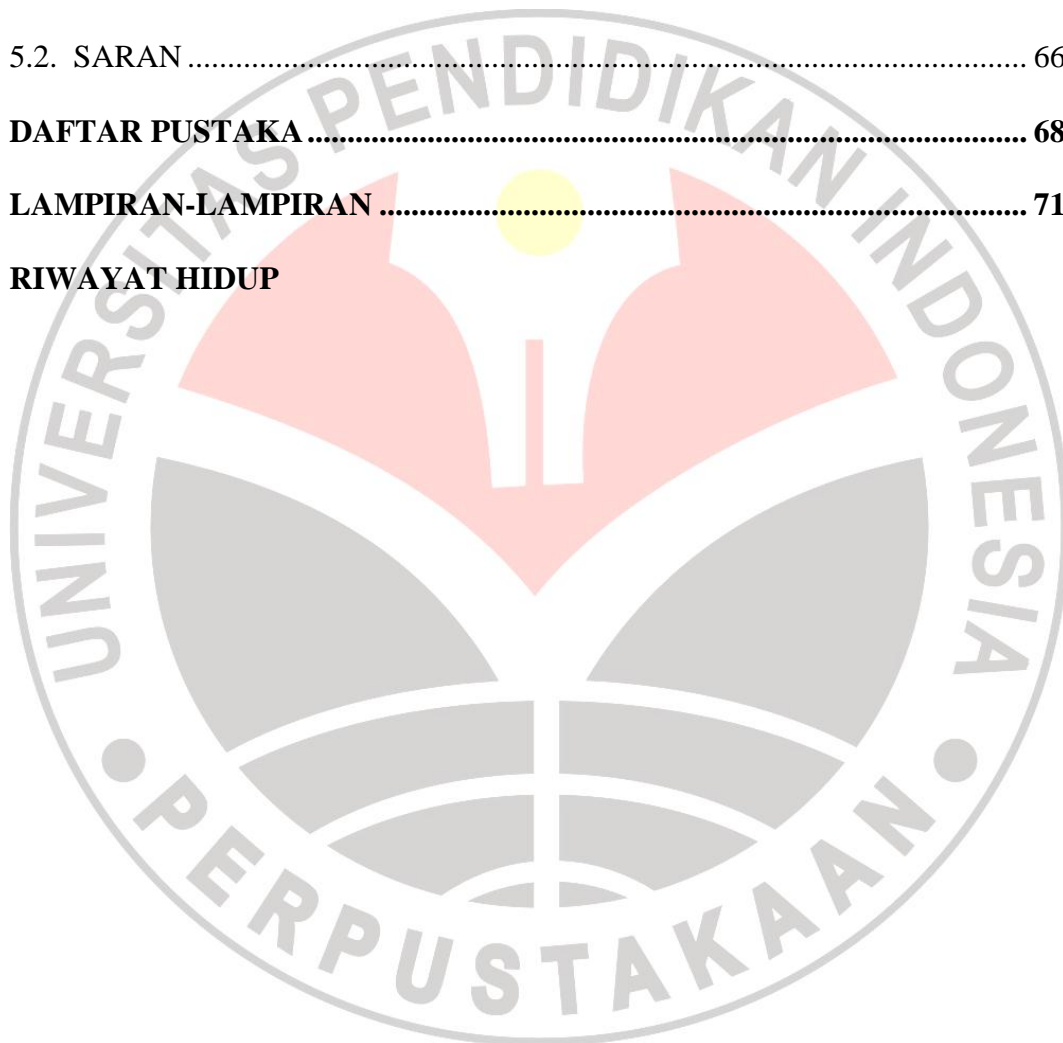 5.2. SARAN ........................................................................................................... 66
DAFTAR PUSTAKA ........................................................................................... 68
LAMPIRAN-LAMPIRAN .................................................................................. 71
RIWAYAT HIDUP
UNIVERSITAS PENDIDIKAN INDONESIA
PERPUSTAKAAN